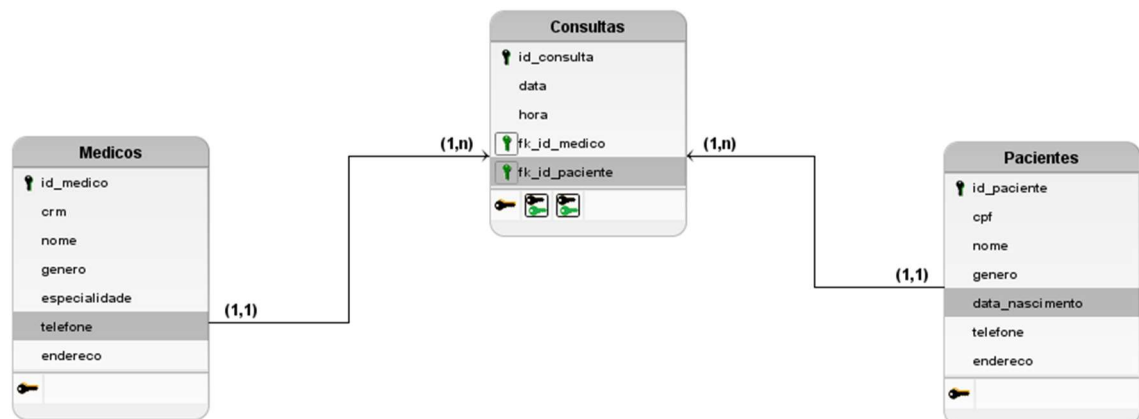 Consultas
id_consulta
data
hora
fk_id_medico
fk_id_paciente
(1,n)
(1,n)
Medicos
id_medico
crm
nome
genero
especialidade
telefone
endereco
(1,1)
Pacientes
id_paciente
cpf
nome
genero
data_nascimento
telefone
endereco
(1,1)